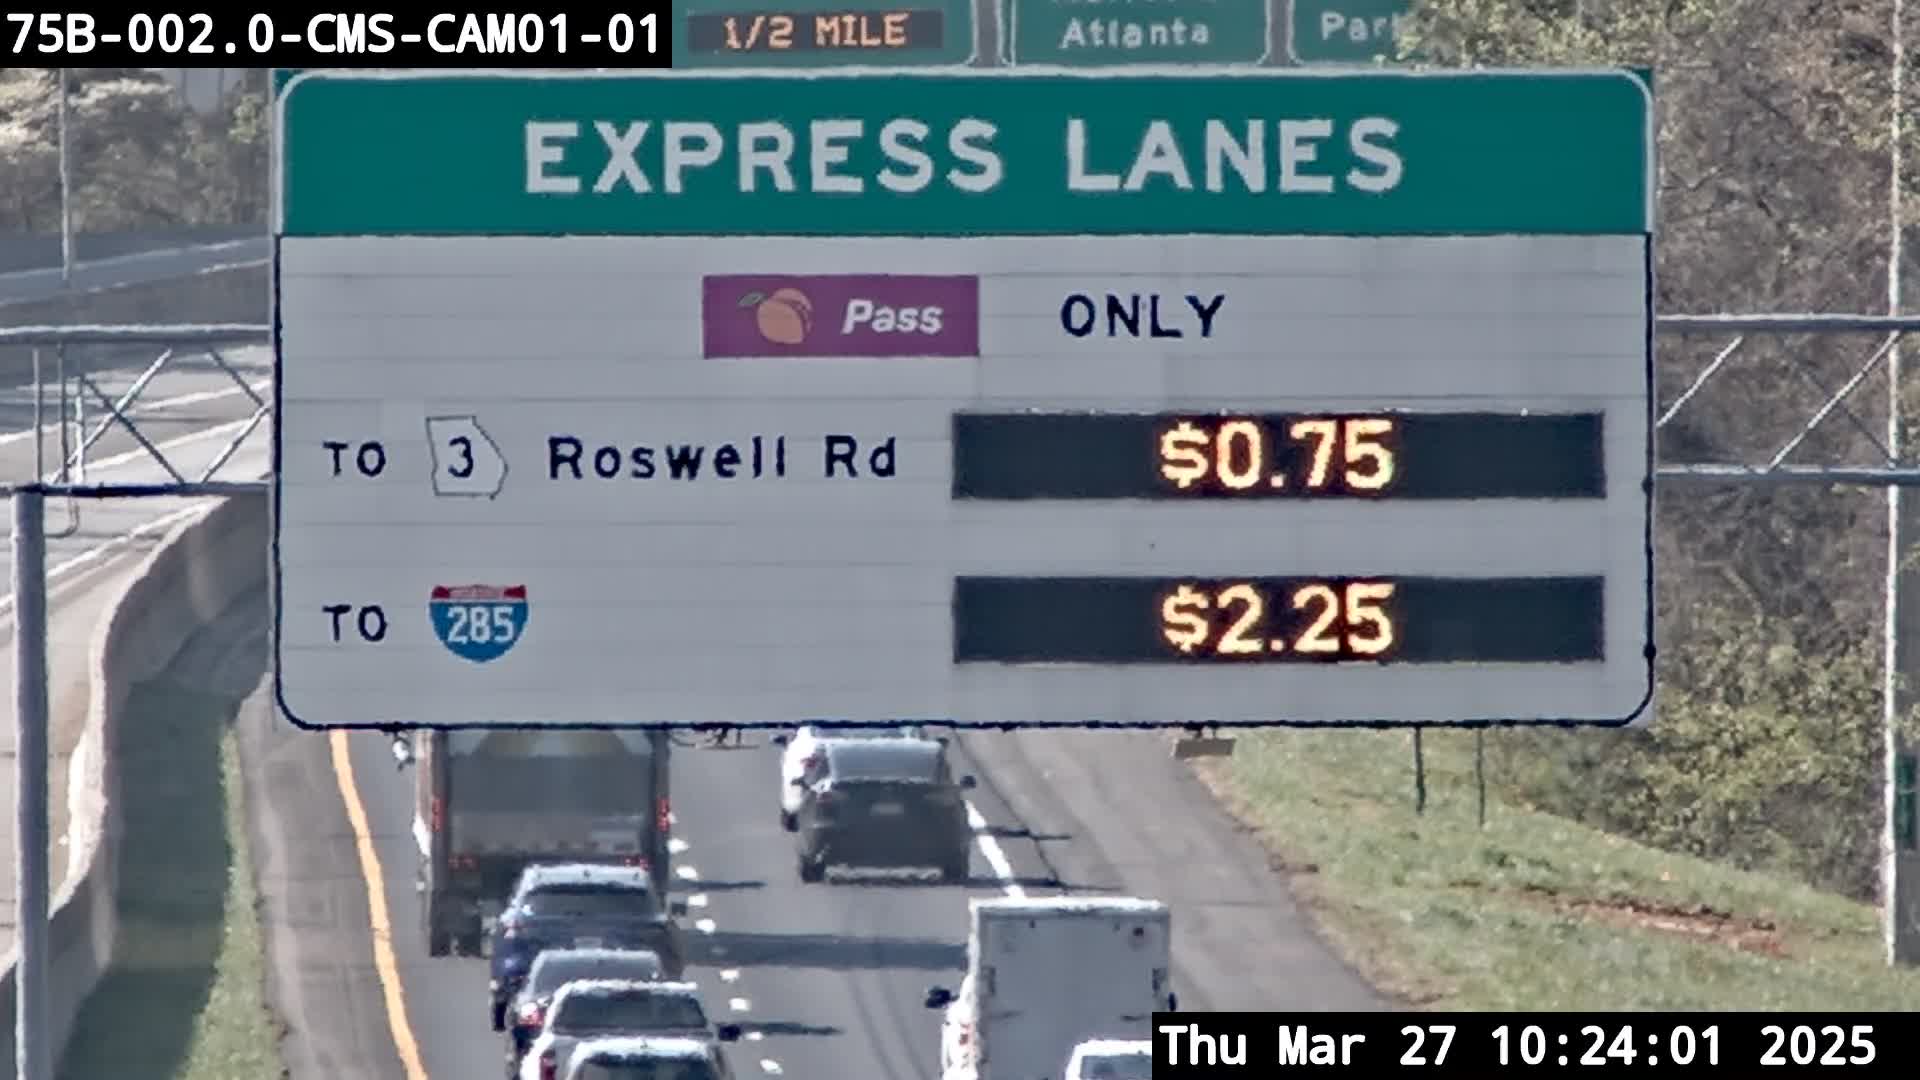 75B-002.0-CMS-CAM01-01
1/2 MILE
Atlanta
EXPRESS LANES
Pass ONLY
TO 3 Roswell Rd $0.75
TO 285 $2.25
Thu Mar 27 10:24:01 2025